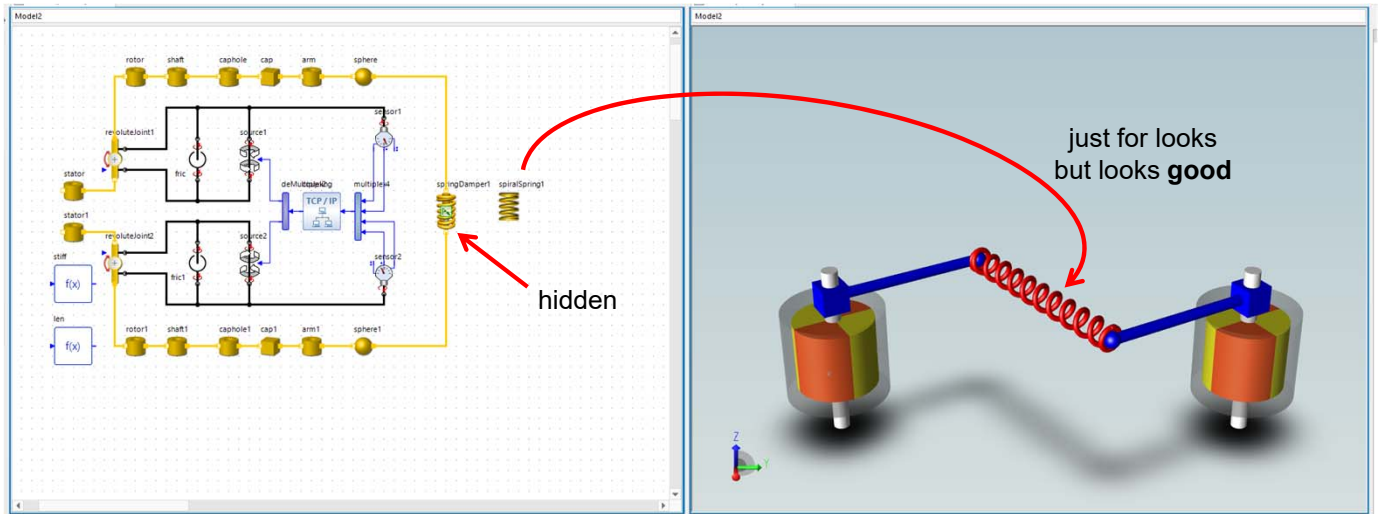 Model2
rotor shaft caphole cap arm sphere
sensor1
revoluteJoint1
source1
fric
stator
springDamper1 spiralSpring1
multiplex4
TCP / IP
stator1
revoluteJoint2
source2
sensor2
stiff
fric1
f(x)
len
f(x)
rotor1 shaft1 caphole1 cap1 arm1 sphere1
hidden
Model2
just for looks
but looks good
Z
Y